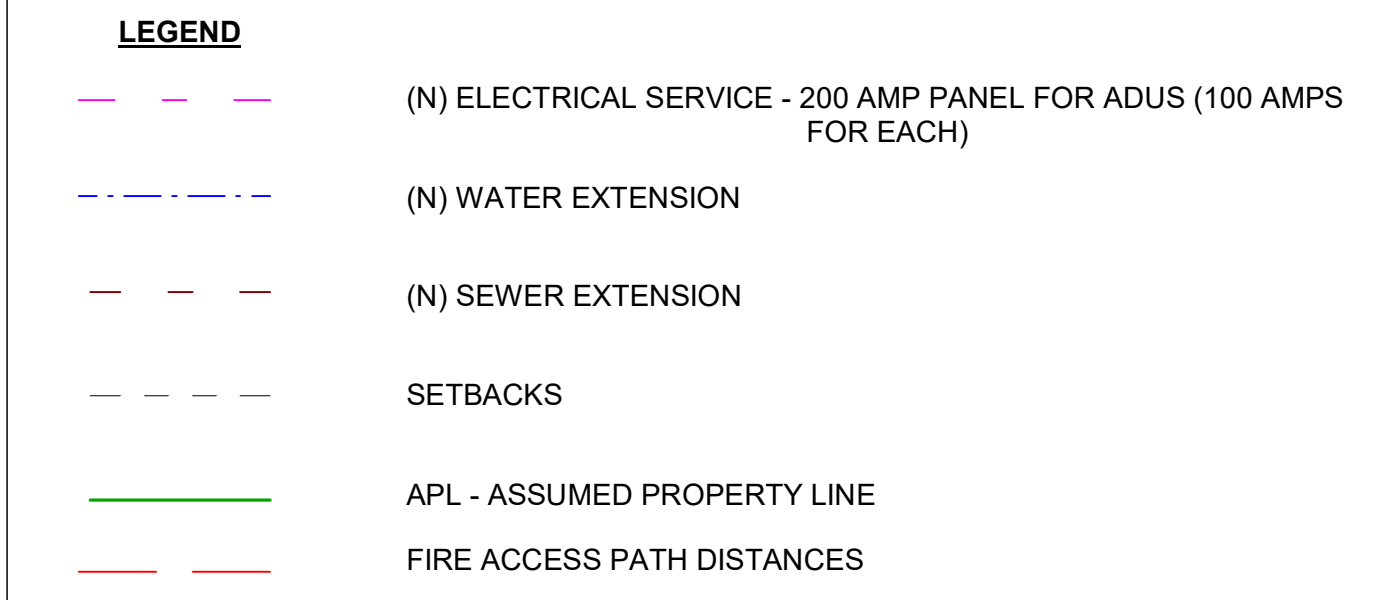 LEGEND
(N) ELECTRICAL SERVICE - 200 AMP PANEL FOR ADUS (100 AMPS
FOR EACH)
(N) WATER EXTENSION
(N) SEWER EXTENSION
SETBACKS
APL - ASSUMED PROPERTY LINE
FIRE ACCESS PATH DISTANCES